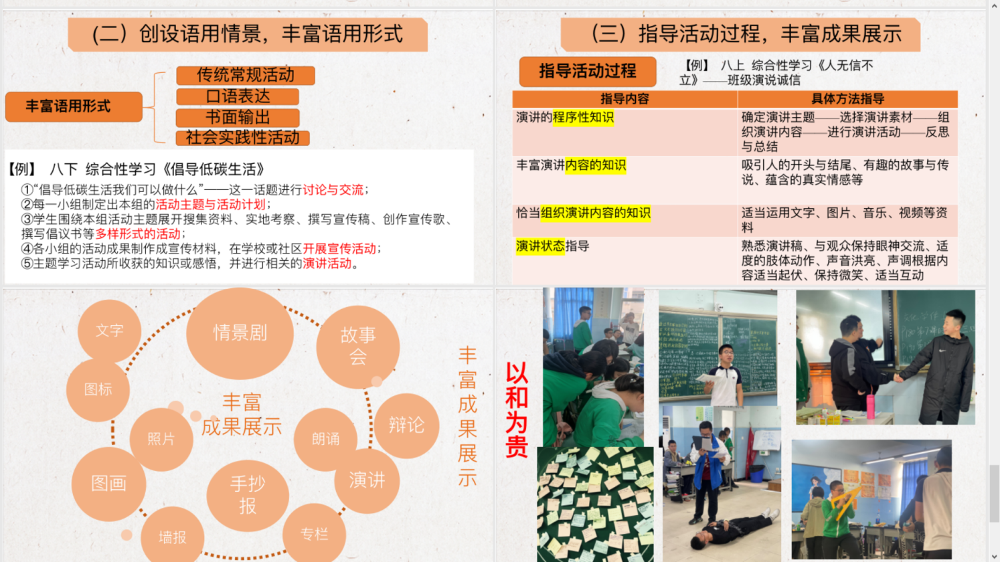 (二）创设语用情景，丰富语用形式
丰富语用形式
传统常规活动
口语表达
书面输出
社会实践性活动
【例】 八下 综合性学习《倡导低碳生活》
①“倡导低碳生活我们可以做什么”——这一话题进行讨论与交流；
②每一小组制定出本组的活动主题与活动计划；
③学生围绕本组活动主题展开搜集资料、实地考察、撰写宣传稿、创作宣传歌、
撰写倡议书等多样形式的活动；
④各小组的活动成果制作成宣传材料，在学校或社区开展宣传活动；
⑤主题学习活动所收获的知识或感悟，并进行相关的演讲活动。
（三）指导活动过程，丰富成果展示
指导活动过程
【例】 八上 综合性学习《人无信不
立》——班级演说诚信
指导内容
具体方法指导
演讲的程序性知识
确定演讲主题——选择演讲素材——组
织演讲内容——进行演讲活动——反思
与总结
丰富演讲内容的知识
吸引人的开头与结尾、有趣的故事与传
说、蕴含的真实情感等
恰当组织演讲内容的知识
适当运用文字、图片、音乐、视频等资
料
演讲状态指导
熟悉演讲稿、与观众保持眼神交流、适
度的肢体动作、声音洪亮、声调根据内
容适当起伏、保持微笑、适当互动
文字
情景剧
故事
会
图标
丰富
成果展示
照片
朗诵
辩论
图画
手抄
报
演讲
墙报
专栏
丰富成果展示
以和为贵